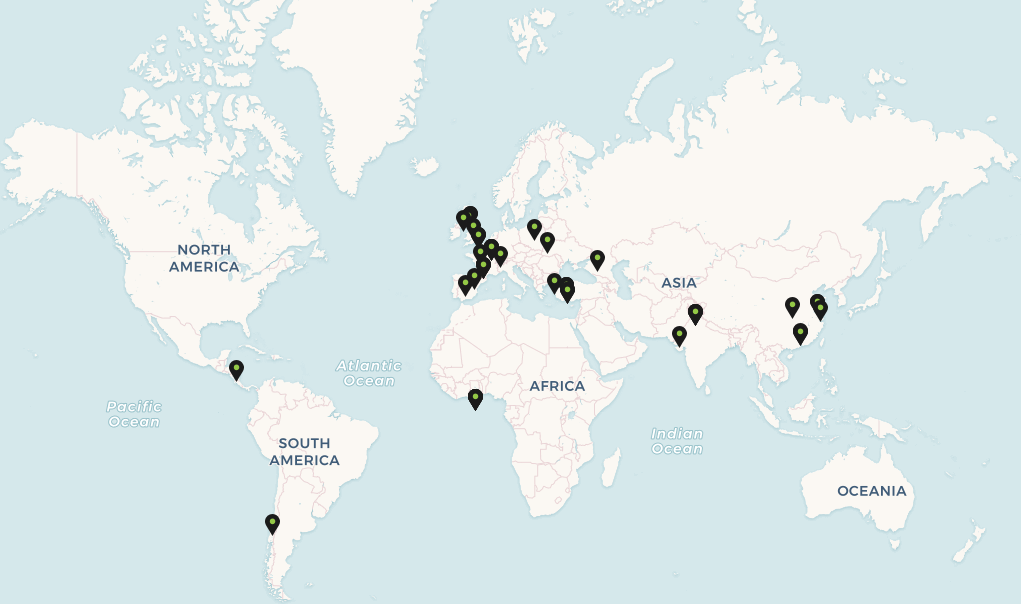 NORTH
AMERICA
ASIA
Atlantic
Ocean
AFRICA
Pacific
Ocean
SOUTH
AMERICA
Indian
Ocean
OCEANIA